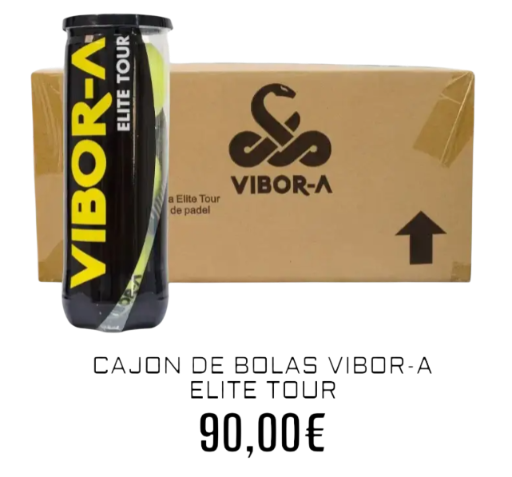 VIBOR-A
ELITE TOUR
VIBOR-A
a Elite Tour
de padel
CAJON DE BOLAS VIBOR-A
ELITE TOUR
90,00€